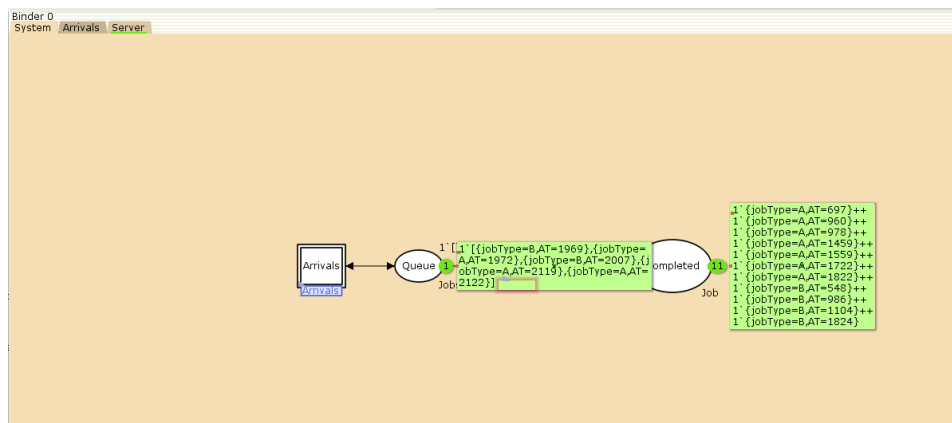 Binder 0
System Arrivals Server
1`{jobType=A,AT=697}++
1`{jobType=A,AT=960}++
1`{jobType=A,AT=978}++
1`{jobType=A,AT=1459}++
1`{jobType=A,AT=1559}++
1`{jobType=A,AT=1722}++
1`{jobType=A,AT=1822}++
1`{jobType=B,AT=548}++
1`{jobType=B,AT=986}++
1`{jobType=B,AT=1104}++
1`{jobType=B,AT=1824}
1`[]
1`[{jobType=B,AT=1969},{jobType=
A,AT=1972},{jobType=B,AT=2007},{j
obType=A,AT=2119},{jobType=A,AT=
2122}]
Arrivals
Queue
1
ompleted
11
Arrivals
Jobs
Job